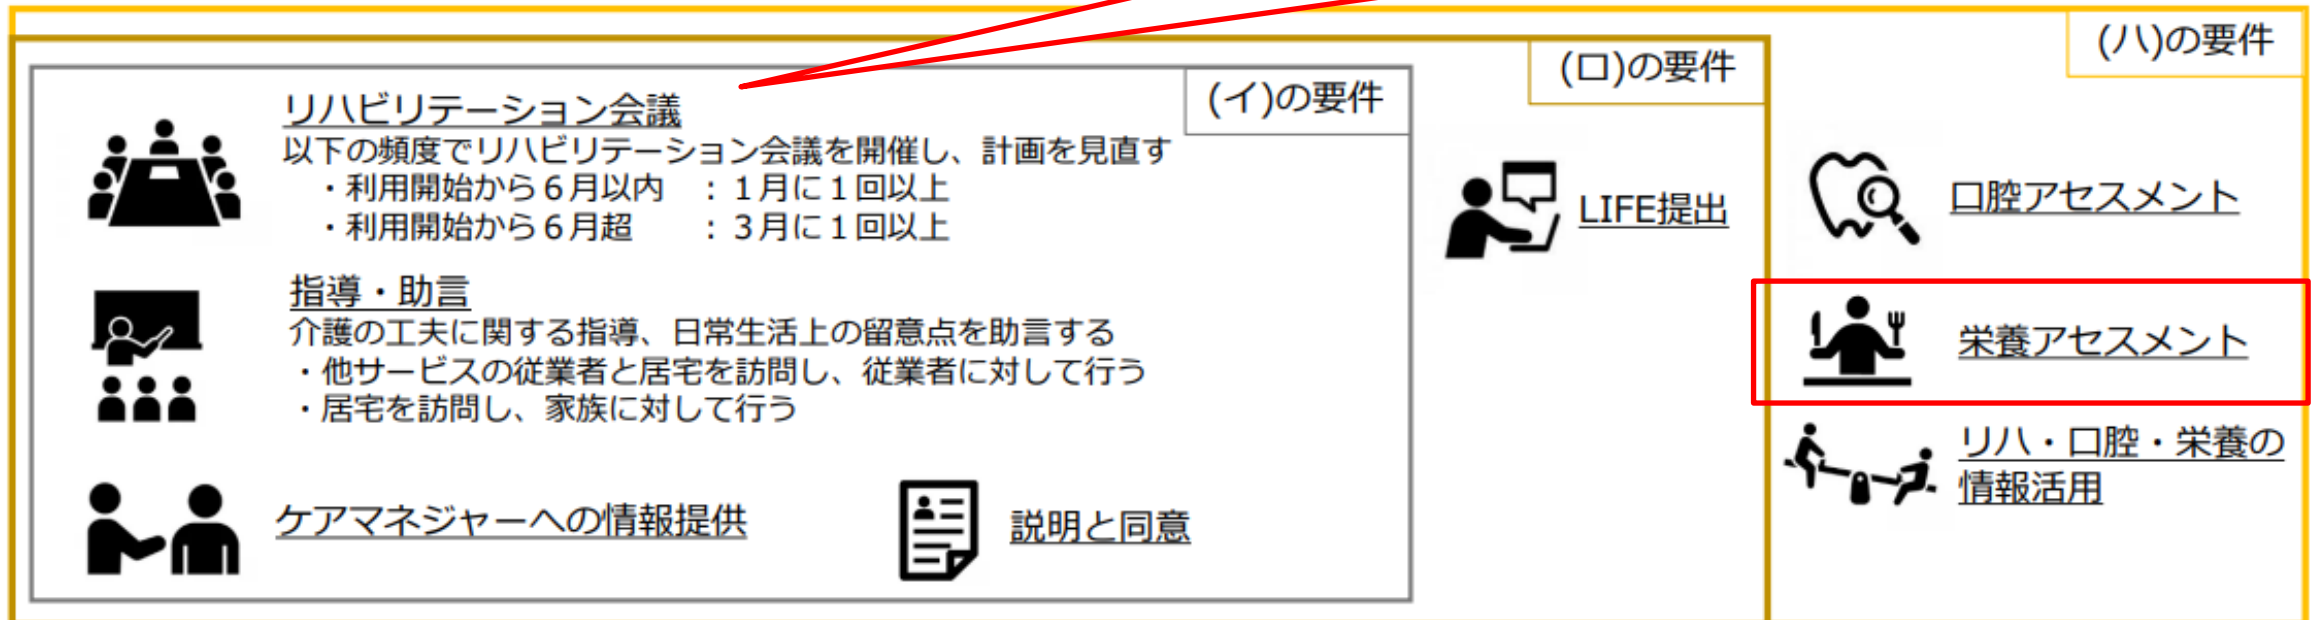 (ハ)の要件
(ロ)の要件
(イ)の要件
リハビリテーション会議
以下の頻度でリハビリテーション会議を開催し、計画を見直す
・利用開始から６月以内　：１月に１回以上
・利用開始から６月超　　：３月に１回以上
指導・助言
介護の工夫に関する指導、日常生活上の留意点を助言する
・他サービスの従業者と居宅を訪問し、従業者に対して行う
・居宅を訪問し、家族に対して行う
ケアマネジャーへの情報提供
説明と同意
LIFE提出
口腔アセスメント
栄養アセスメント
リハ・口腔・栄養の
情報活用